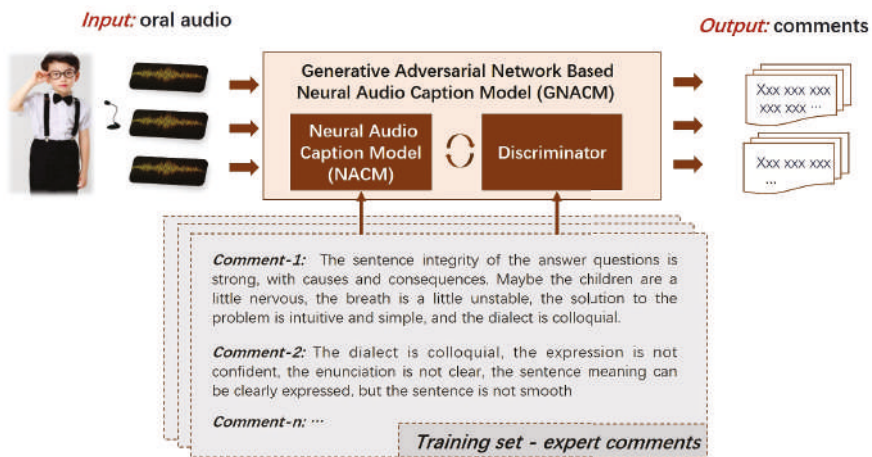 Input: oral audio
Output: comments
Generative Adversarial Network Based
Neural Audio Caption Model (GNACM)
Neural Audio
Caption Model
(NACM)
Discriminator
Xxx xxx xxx
xxx xxx ...
Xxx xxx xxx
...
Comment-1: The sentence integrity of the answer questions is
strong, with causes and consequences. Maybe the children are a
little nervous, the breath is a little unstable, the solution to the
problem is intuitive and simple, and the dialect is colloquial.
Comment-2: The dialect is colloquial, the expression is not
confident, the enunciation is not clear, the sentence meaning can
be clearly expressed, but the sentence is not smooth
Comment-n: ...
Training set - expert comments